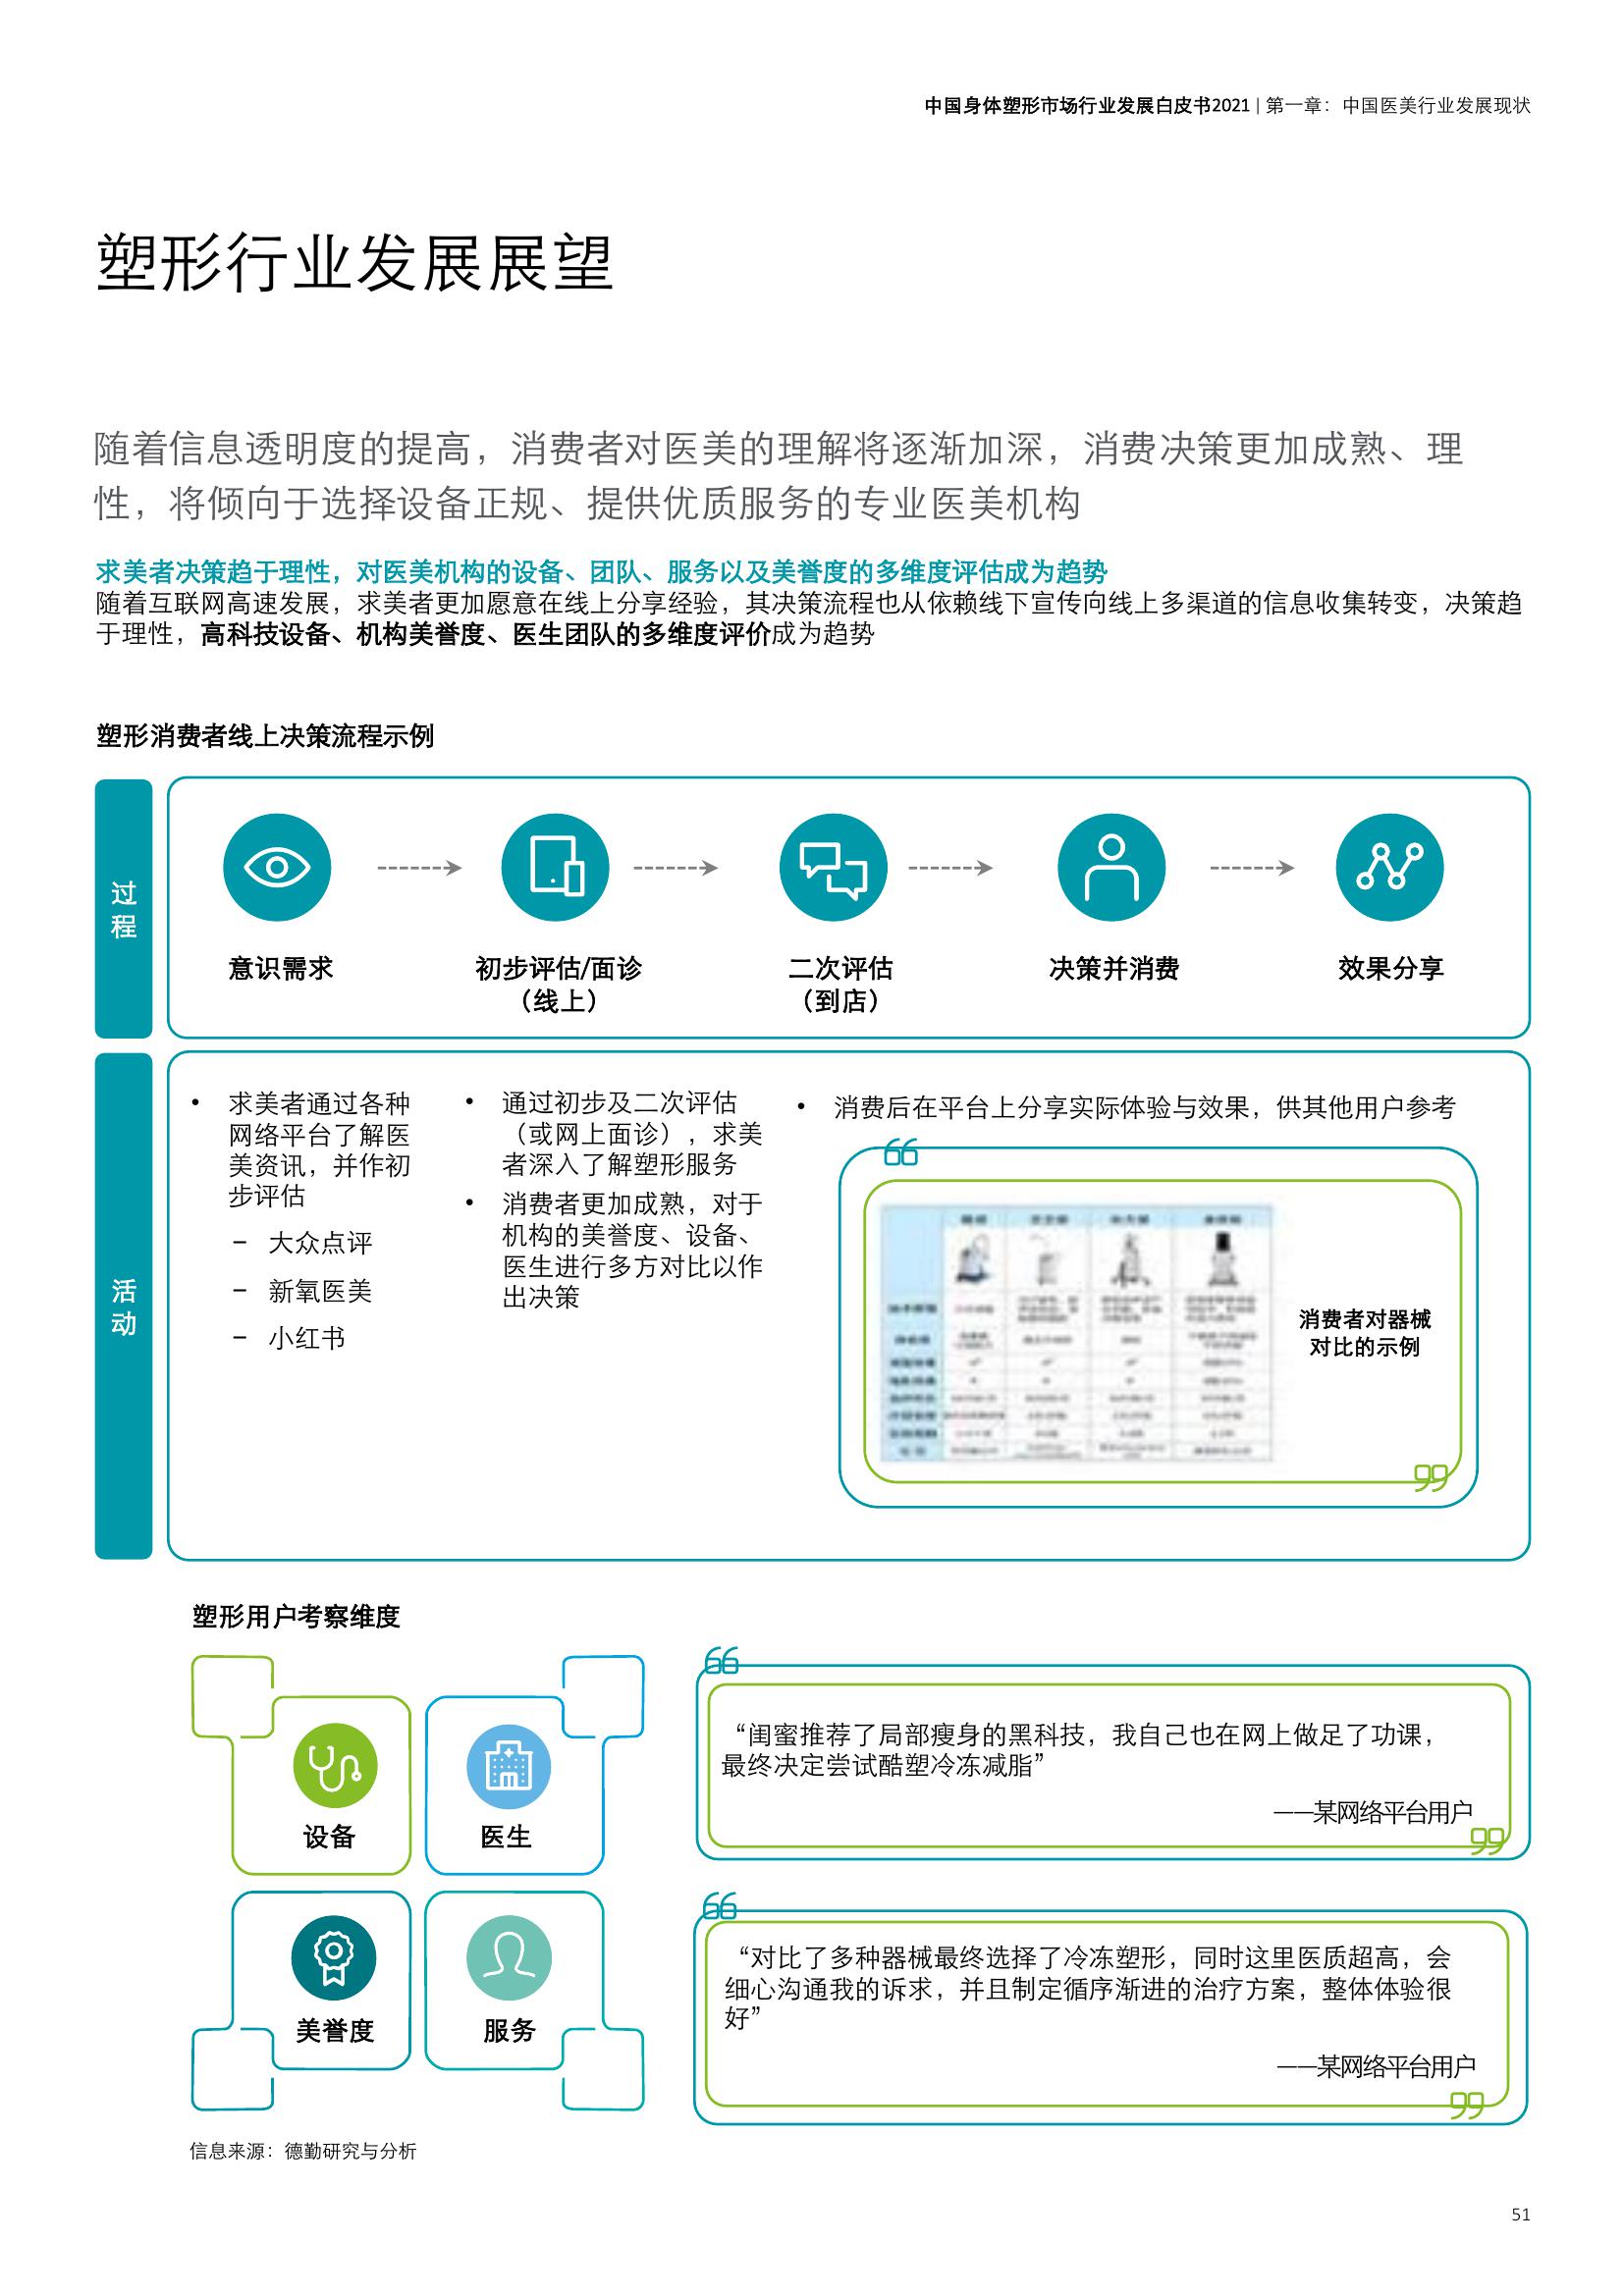 中国身体塑形市场行业发展白皮书2021 | 第一章：中国医美行业发展现状
塑形行业发展展望
随着信息透明度的提高，消费者对医美的理解将逐渐加深，消费决策更加成熟、理
性，将倾向于选择设备正规、提供优质服务的专业医美机构
求美者决策趋于理性，对医美机构的设备、团队、服务以及美誉度的多维度评估成为趋势
随着互联网高速发展，求美者更加愿意在线上分享经验，其决策流程也从依赖线下宣传向线上多渠道的信息收集转变，决策趋
于理性，高科技设备、机构美誉度、医生团队的多维度评价成为趋势
塑形消费者线上决策流程示例
过
程
意识需求
初步评估/面诊
（线上）
二次评估
（到店）
决策并消费
效果分享
活
动
• 求美者通过各种
网络平台了解医
美资讯，并作初
步评估
– 大众点评
– 新氧医美
– 小红书
• 通过初步及二次评估
（或网上面诊），求美
者深入了解塑形服务
• 消费者更加成熟，对于
机构的美誉度、设备、
医生进行多方对比以作
出决策
• 消费后在平台上分享实际体验与效果，供其他用户参考
消费者对器械
对比的示例
塑形用户考察维度
设备
医生
美誉度
服务
“闺蜜推荐了局部瘦身的黑科技，我自己也在网上做足了功课，
最终决定尝试酷塑冷冻减脂”
——某网络平台用户
“对比了多种器械最终选择了冷冻塑形，同时这里医质超高，会
细心沟通我的诉求，并且制定循序渐进的治疗方案，整体体验很
好”
——某网络平台用户
信息来源：德勤研究与分析
51